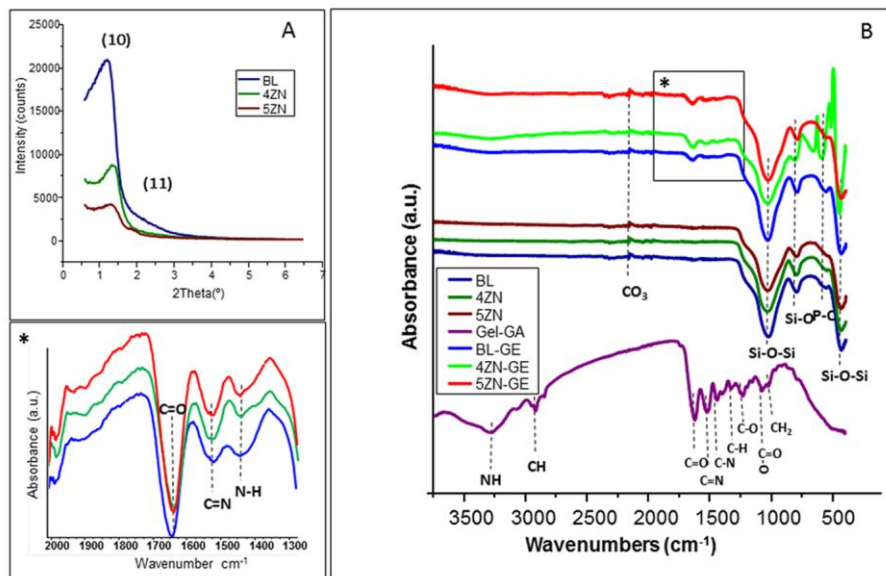 A
25000
20000
15000
10000
5000
0
Intensity (counts)
(10)
(11)
BL
4ZN
5ZN
0 1 2 3 4 5 6 7
2Theta(º)
*
Absorbance (a.u.)
C=O
C=N
N-H
2000 1900 1800 1700 1600 1500 1400 1300
Wavenumber cm-1
B
*
Absorbance (a.u.)
CO3
Si-O
P-O
Si-O-Si
Si-O-Si
BL
4ZN
5ZN
Gel-GA
BL-GE
4ZN-GE
5ZN-GE
NH
CH
C=O
C=N
C-N
C-H
C-O
C=O
O
CH2
3500 3000 2500 2000 1500 1000 500
Wavenumbers (cm-1)